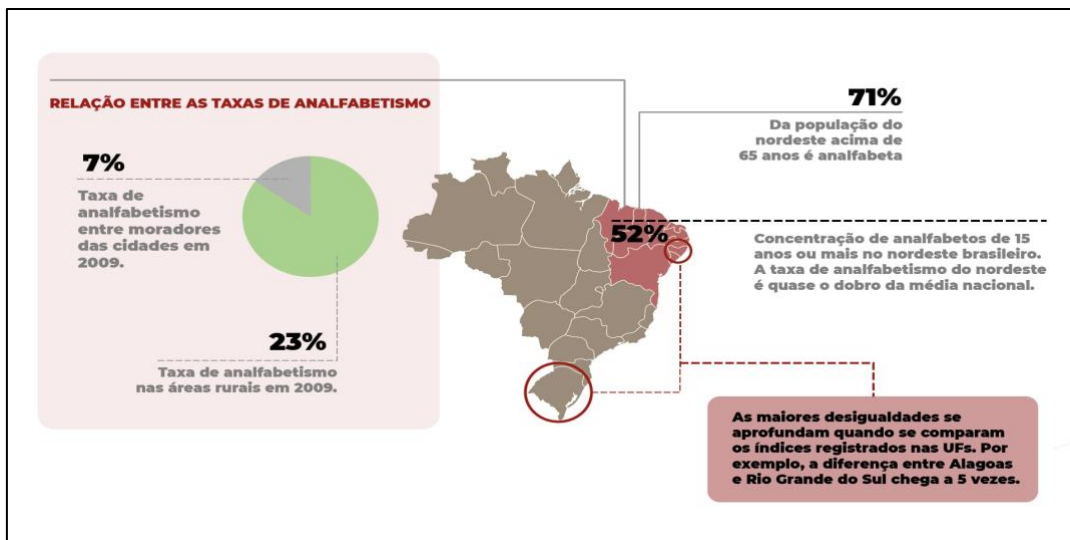 RELAÇÃO ENTRE AS TAXAS DE ANALFABETISMO
7%
Taxa de
analfabetismo
entre moradores
das cidades em
2009.
23%
Taxa de analfabetismo
nas áreas rurais em 2009.
71%
Da população do
nordeste acima de
65 anos é analfabeta
52%
Concentração de analfabetos de 15
anos ou mais no nordeste brasileiro.
A taxa de analfabetismo do nordeste
é quase o dobro da média nacional.
As maiores desigualdades se
aprofundam quando se comparam
os índices registrados nas UFs. Por
exemplo, a diferença entre Alagoas
e Rio Grande do Sul chega a 5 vezes.